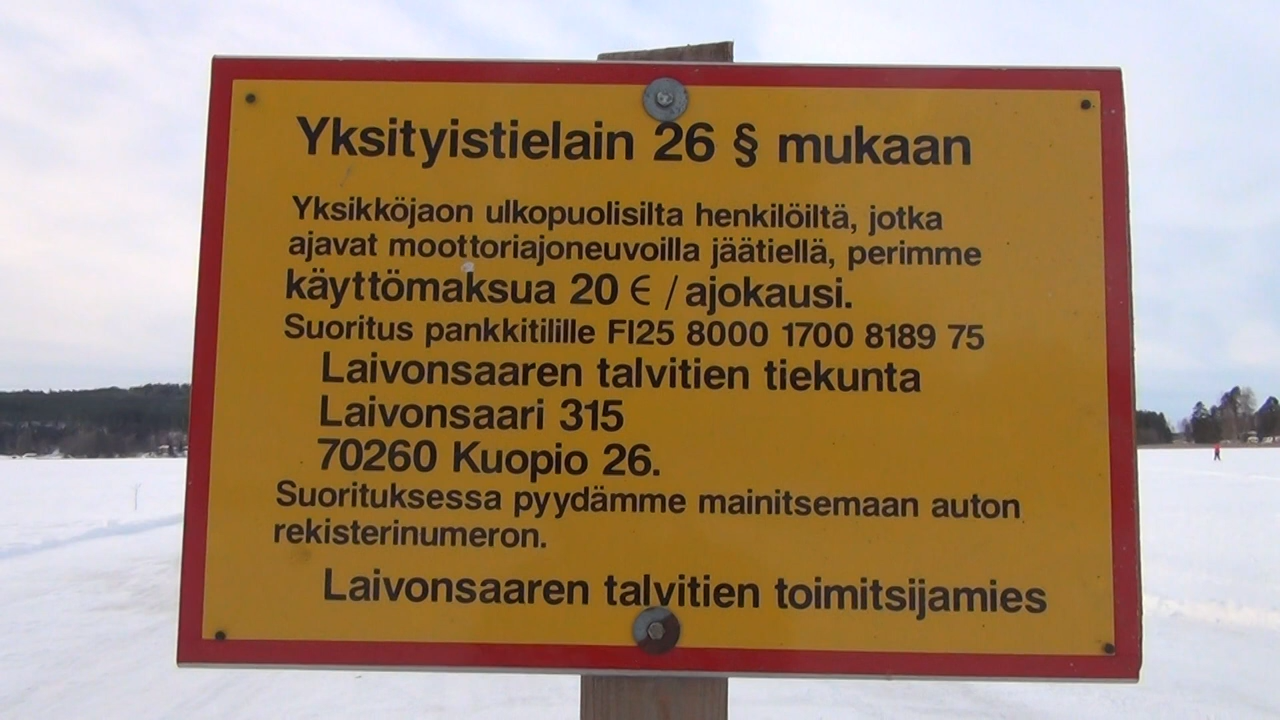 Yksityistielain 26 § mukaan
Yksikköjaon ulkopuolisilta henkilöiltä, jotka
ajavat moottoriajoneuvoilla jäätiellä, perimme
käyttömaksua 20 € / ajokausi.
Suoritus pankkitilille FI25 8000 1700 8189 75
Laivonsaaren talvitien tiekunta
Laivonsaari 315
70260 Kuopio 26.
Suorituksessa pyydämme mainitsemaan auton
rekisterinumeron.
Laivonsaaren talvitien toimitsijamies